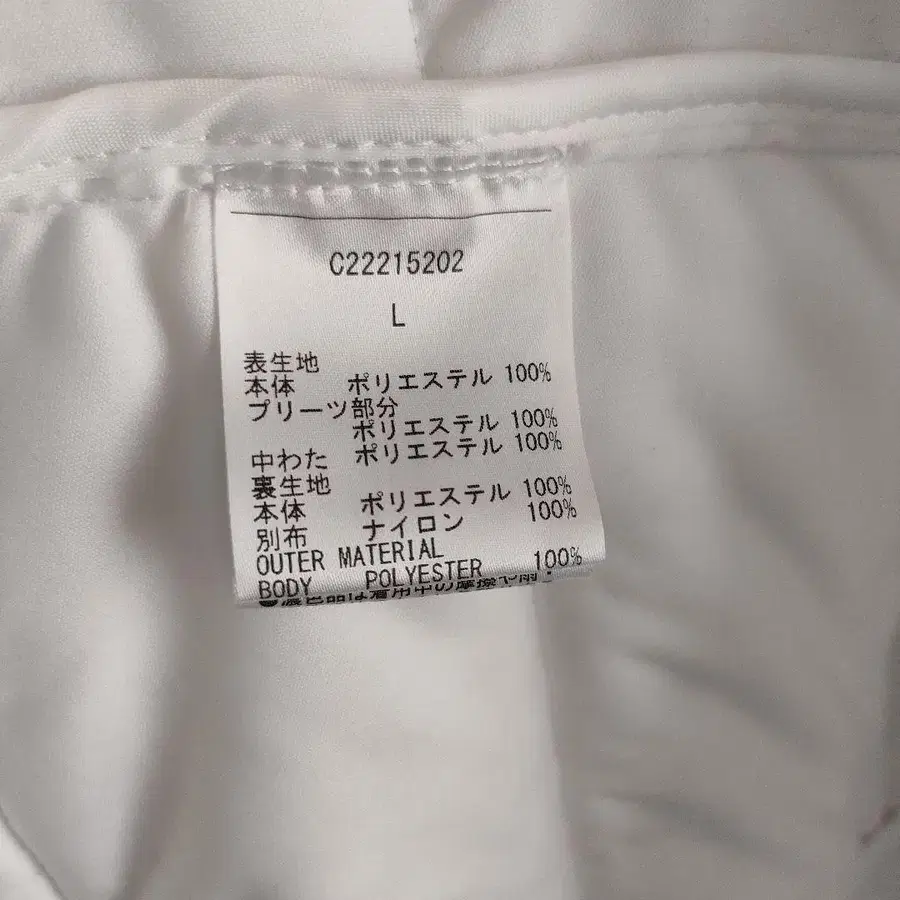 C22215202
L
表生地
本体 ポリエステル 100%
プリーツ部分
ポリエステル 100%
中わた ポリエステル 100%
裏生地
本体 ポリエステル 100%
別布 ナイロン 100%
OUTER MATERIAL
BODY POLYESTER 100%